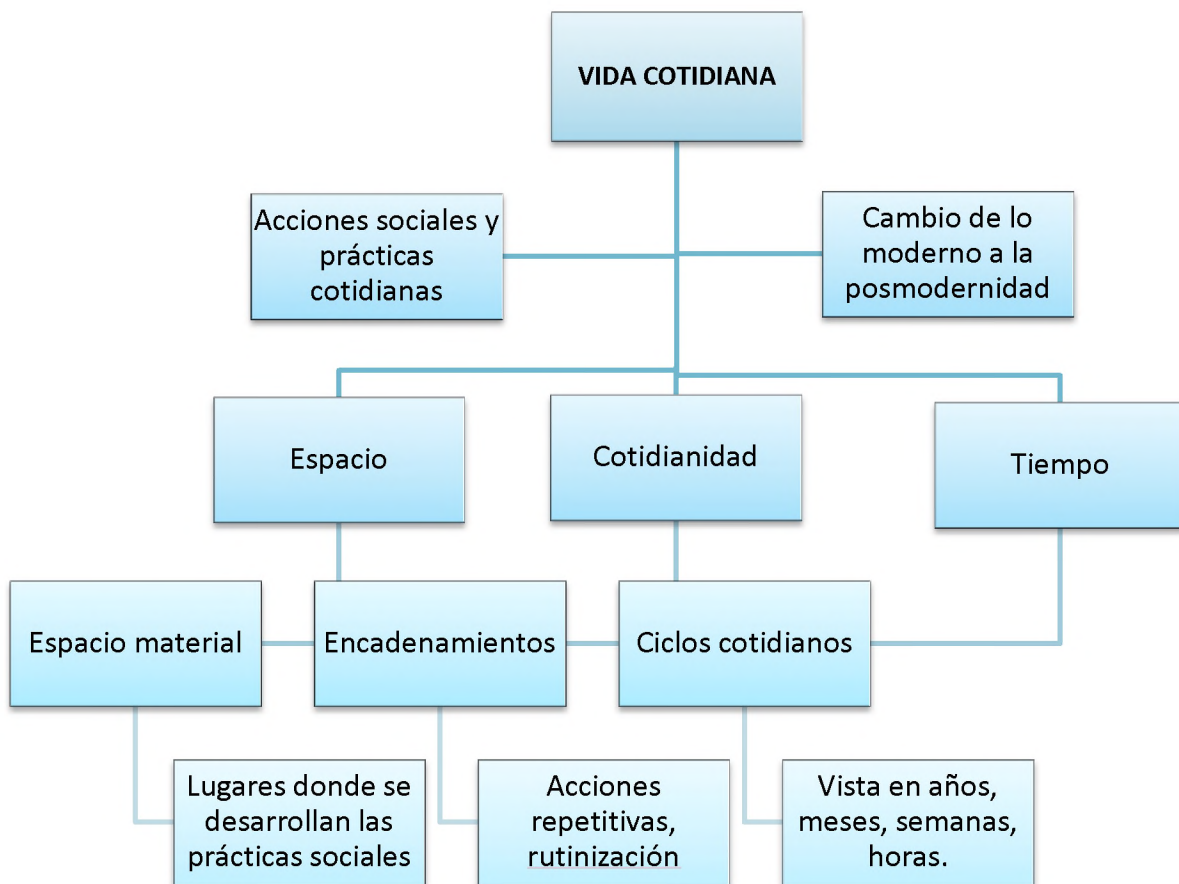 VIDA COTIDIANA
Acciones sociales y
prácticas
cotidianas
Cambio de lo
moderno a la
posmodernidad
Espacio
Cotidianidad
Tiempo
Espacio material
Encadenamientos
Ciclos cotidianos
Lugares donde se
desarrollan las
prácticas sociales
Acciones
repetitivas,
rutinización
Vista en años,
meses, semanas,
horas.